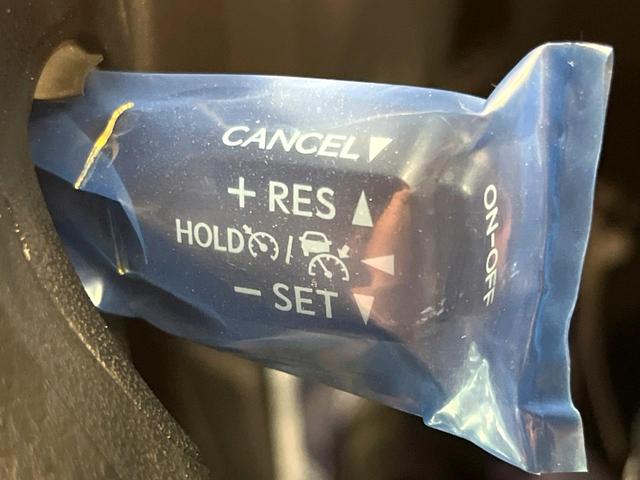 CANCEL▼
+ RES ▲
HOLD / ◀
− SET ▼
ON-OFF